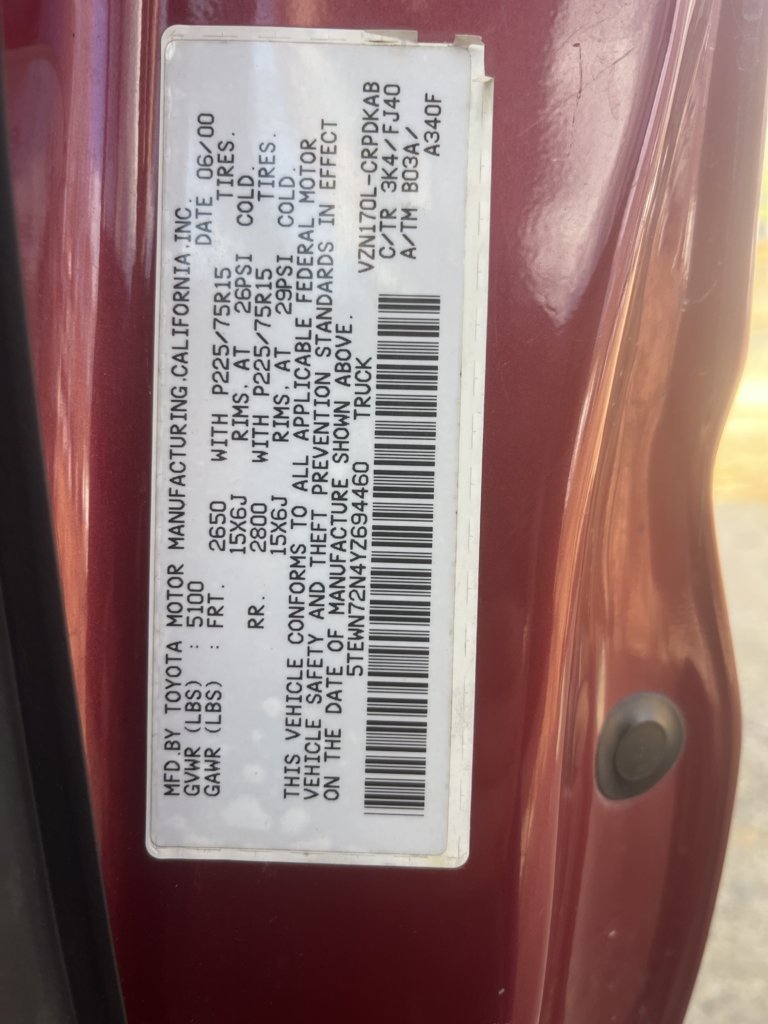 MFD.BY TOYOTA MOTOR MANUFACTURING.CALIFORNIA.INC.
GVWR (LBS) : 5100 DATE 06/00
GAWR (LBS) : FRT. 2650 WITH P225/75R15 TIRES.
15X6J RIMS. AT 26PSI COLD.
RR. 2800 WITH P225/75R15 TIRES.
15X6J RIMS. AT 29PSI COLD.
THIS VEHICLE CONFORMS TO ALL APPLICABLE FEDERAL MOTOR
VEHICLE SAFETY AND THEFT PREVENTION STANDARDS IN EFFECT
ON THE DATE OF MANUFACTURE SHOWN ABOVE.
5TEWN72N4YZ694460 TRUCK
VZN170L-CRPDKAB
C/TR 3K4/FJ40
A/TM B03A/
A340F